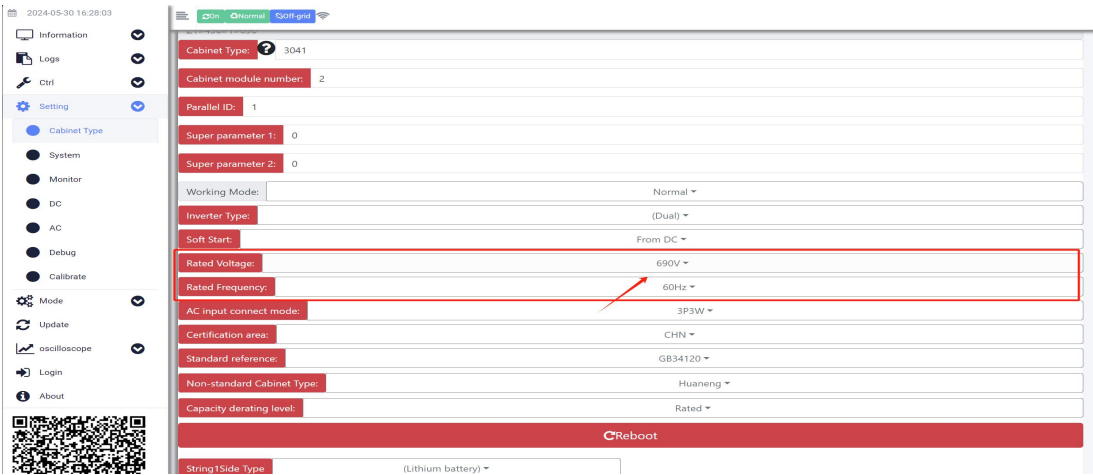 2024-05-30 16:28:03
Information
Logs
Ctrl
Setting
Cabinet Type
System
Monitor
DC
AC
Debug
Calibrate
Mode
Update
oscilloscope
Login
About
On Normal Off-grid
Cabinet Type: 3041
Cabinet module number: 2
Parallel ID: 1
Super parameter 1: 0
Super parameter 2: 0
Working Mode: Normal
Inverter Type: (Dual)
Soft Start: From DC
Rated Voltage: 690V
Rated Frequency: 60Hz
AC input connect mode: 3P3W
Certification area: CHN
Standard reference: GB34120
Non-standard Cabinet Type: Huaneng
Capacity derating level: Rated
Reboot
String1Side Type (Lithium battery)